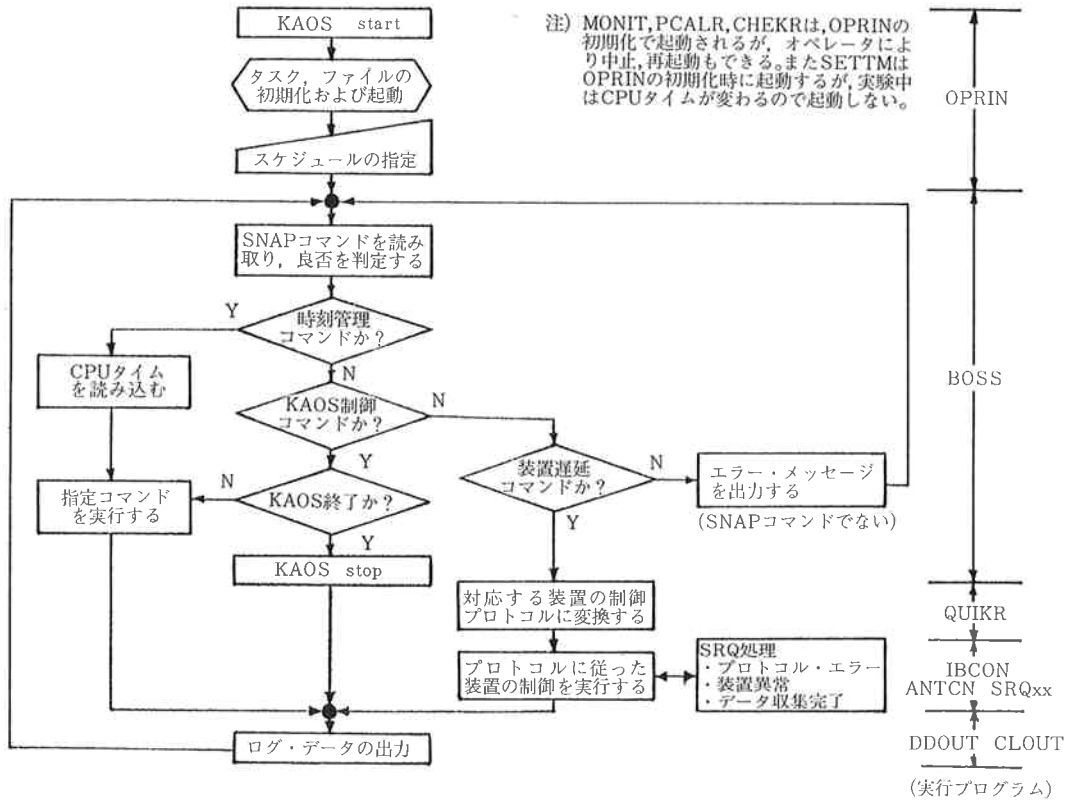 KAOS start
注) MONIT,PCALR,CHEKRは,OPRINの
初期化で起動されるが,オペレータによ
り中止,再起動もできる。またSETTMは
OPRINの初期化時に起動するが,実験中
はCPUタイムが変わるので起動しない。
タスク,ファイルの
初期化および起動
OPRIN
スケジュールの指定
SNAPコマンドを読み
取り,良否を判定する
Y
時刻管理
コマンドか?
CPUタイム
を読み込む
N
BOSS
KAOS制御
コマンドか?
N
Y
装置遅延
コマンドか?
N
エラー・メッセージ
を出力する
(SNAPコマンドでない)
指定コマンド
を実行する
N
KAOS終了か?
Y
Y
KAOS stop
対応する装置の制御
プロトコルに変換する
QUIKR
プロトコルに従った
装置の制御を実行する
SRQ処理
・プロトコル・エラー
・装置異常
・データ収集完了
IBCON
ANTCN SRQxx
ログ・データの出力
DDOUT CLOUT
(実行プログラム)